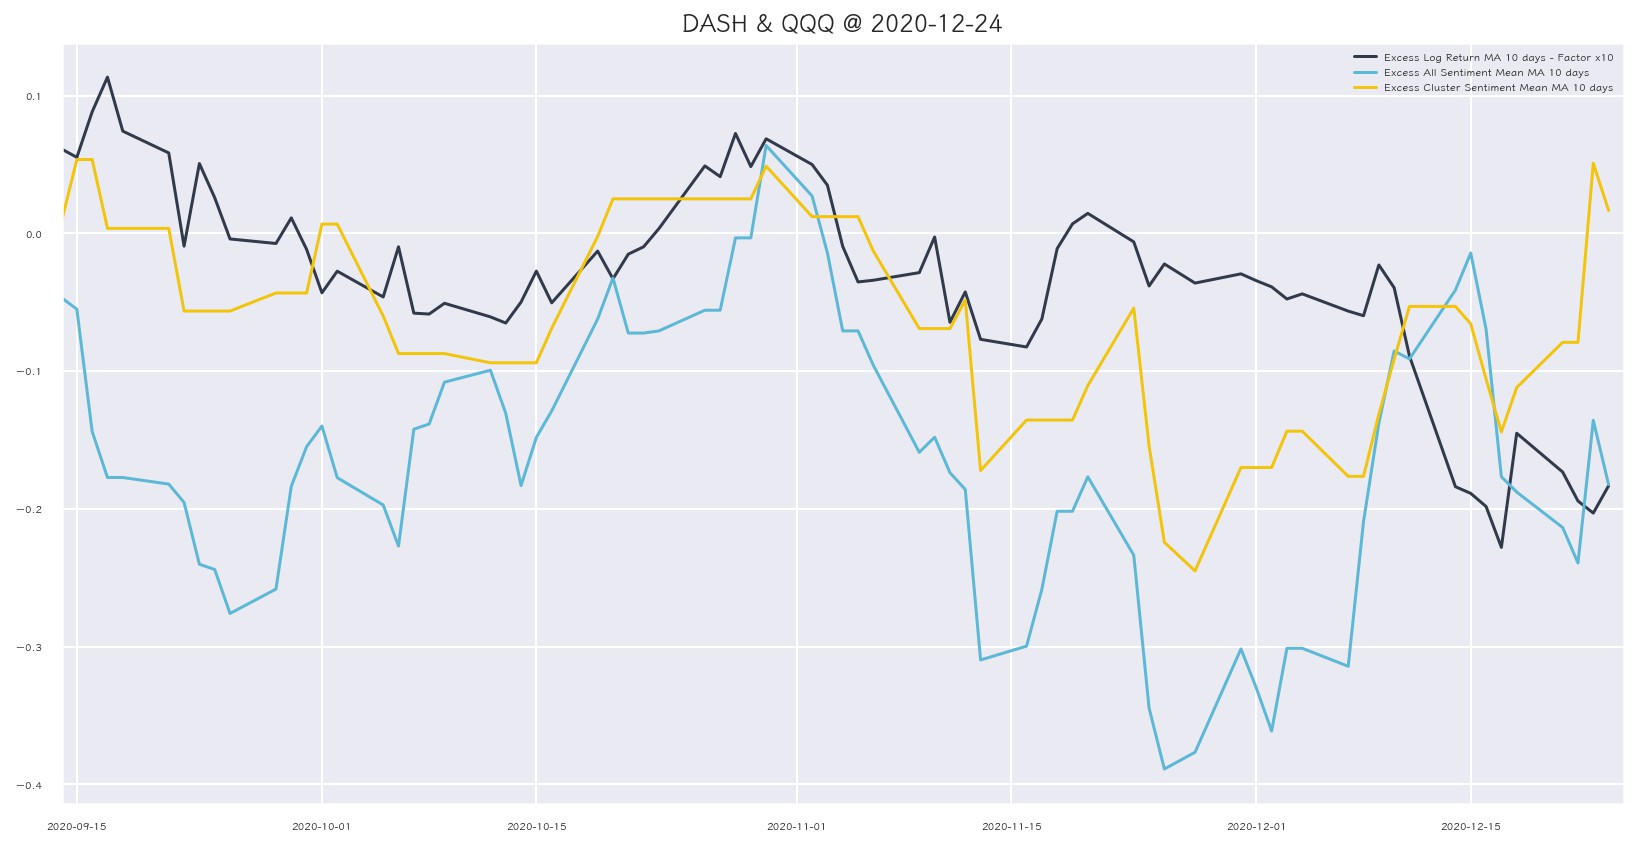 DASH & QQQ @ 2020-12-24
Excess Log Return MA 10 days - Factor x10
Excess All Sentiment Mean MA 10 days
Excess Cluster Sentiment Mean MA 10 days
0.1
0.0
−0.1
−0.2
−0.3
−0.4
2020-09-15 2020-10-01 2020-10-15 2020-11-01 2020-11-15 2020-12-01 2020-12-15